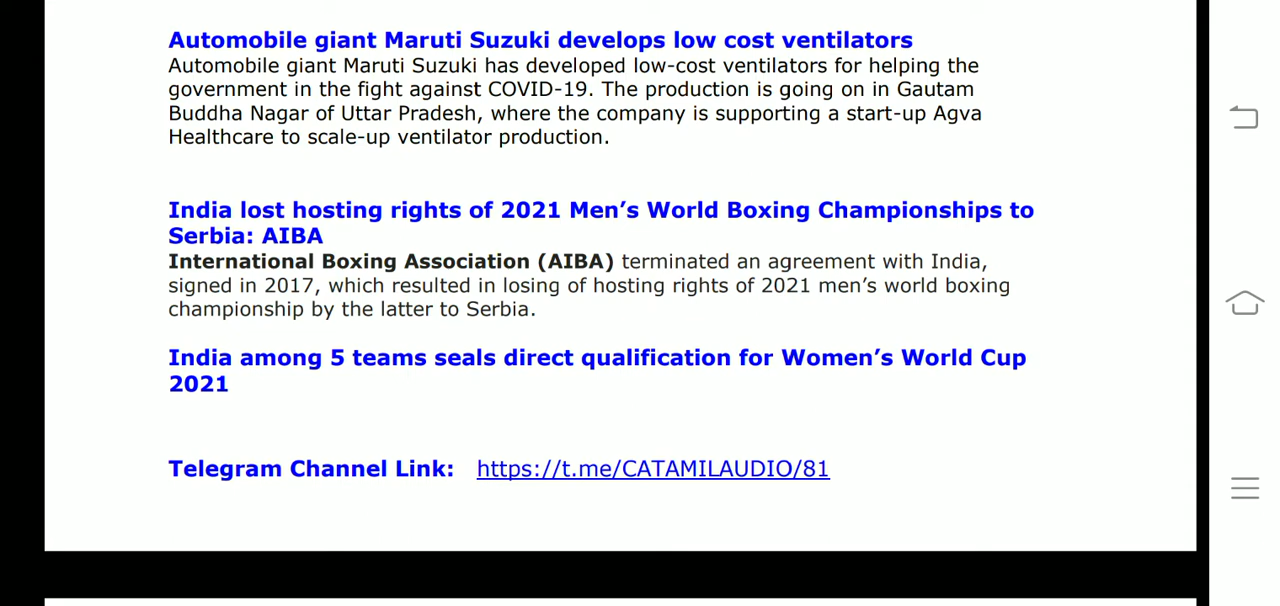 Automobile giant Maruti Suzuki develops low cost ventilators
Automobile giant Maruti Suzuki has developed low-cost ventilators for helping the
government in the fight against COVID-19. The production is going on in Gautam
Buddha Nagar of Uttar Pradesh, where the company is supporting a start-up Agva
Healthcare to scale-up ventilator production.
India lost hosting rights of 2021 Men’s World Boxing Championships to
Serbia: AIBA
International Boxing Association (AIBA) terminated an agreement with India,
signed in 2017, which resulted in losing of hosting rights of 2021 men’s world boxing
championship by the latter to Serbia.
India among 5 teams seals direct qualification for Women’s World Cup
2021
Telegram Channel Link: https://t.me/CATAMILAUDIO/81